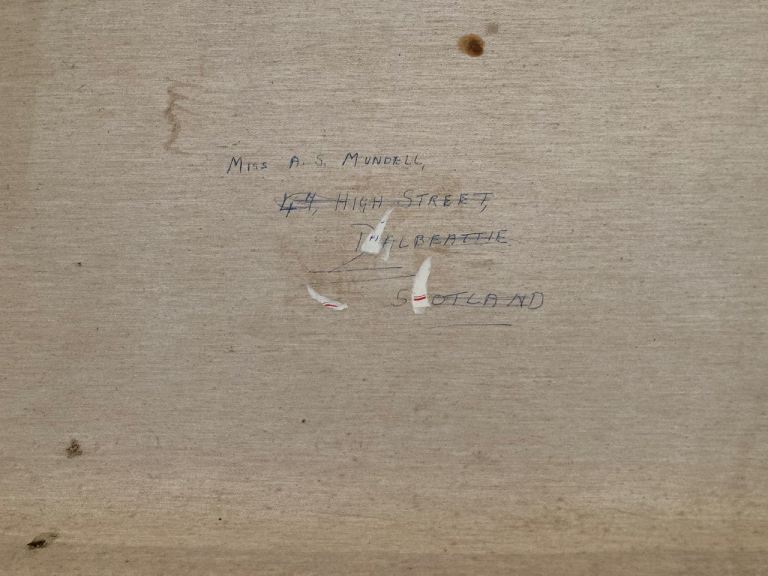 MISS A. S. MUNDELL,
44, HIGH STREET,
DALBEATTIE
SCOTLAND